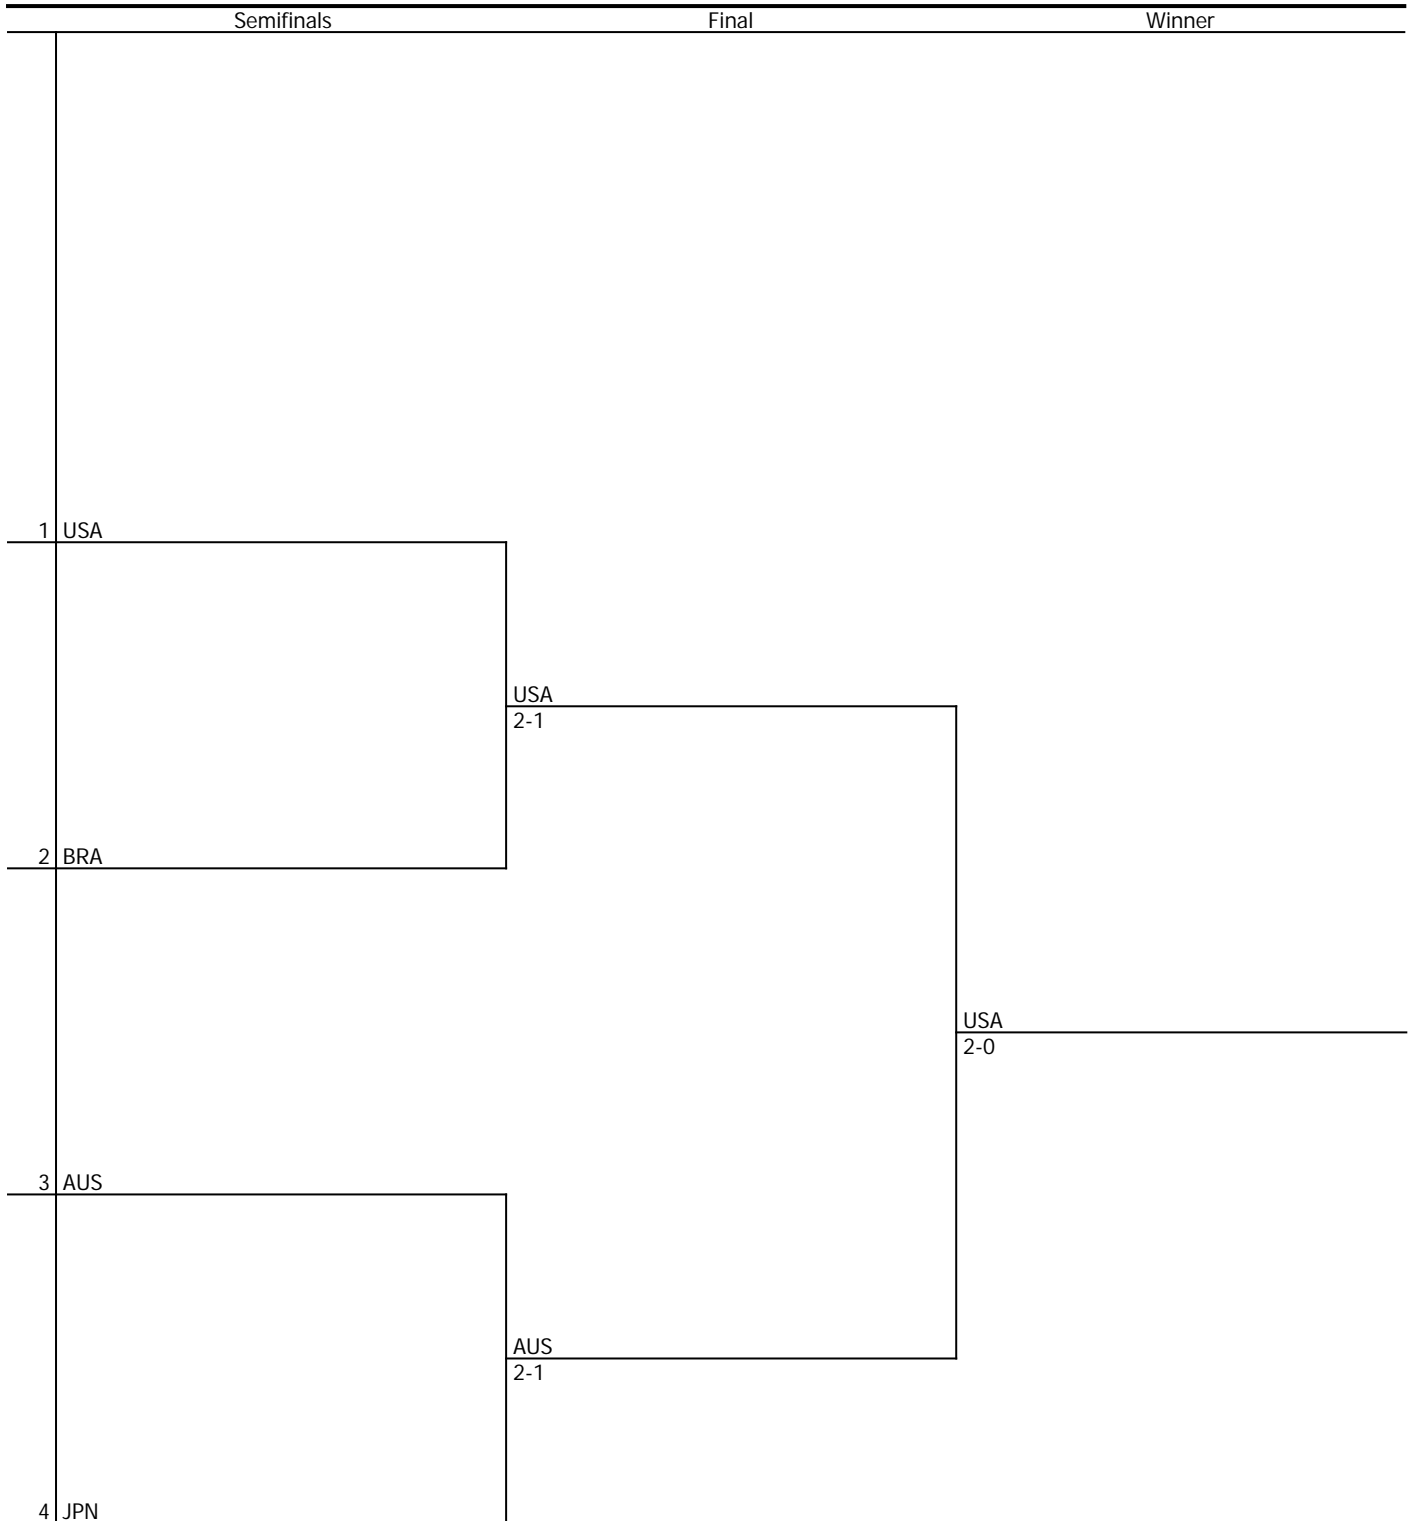 Semifinals Final Winner
1 USA
USA
2-1
2 BRA
USA
2-0
3 AUS
AUS
2-1
4 JPN